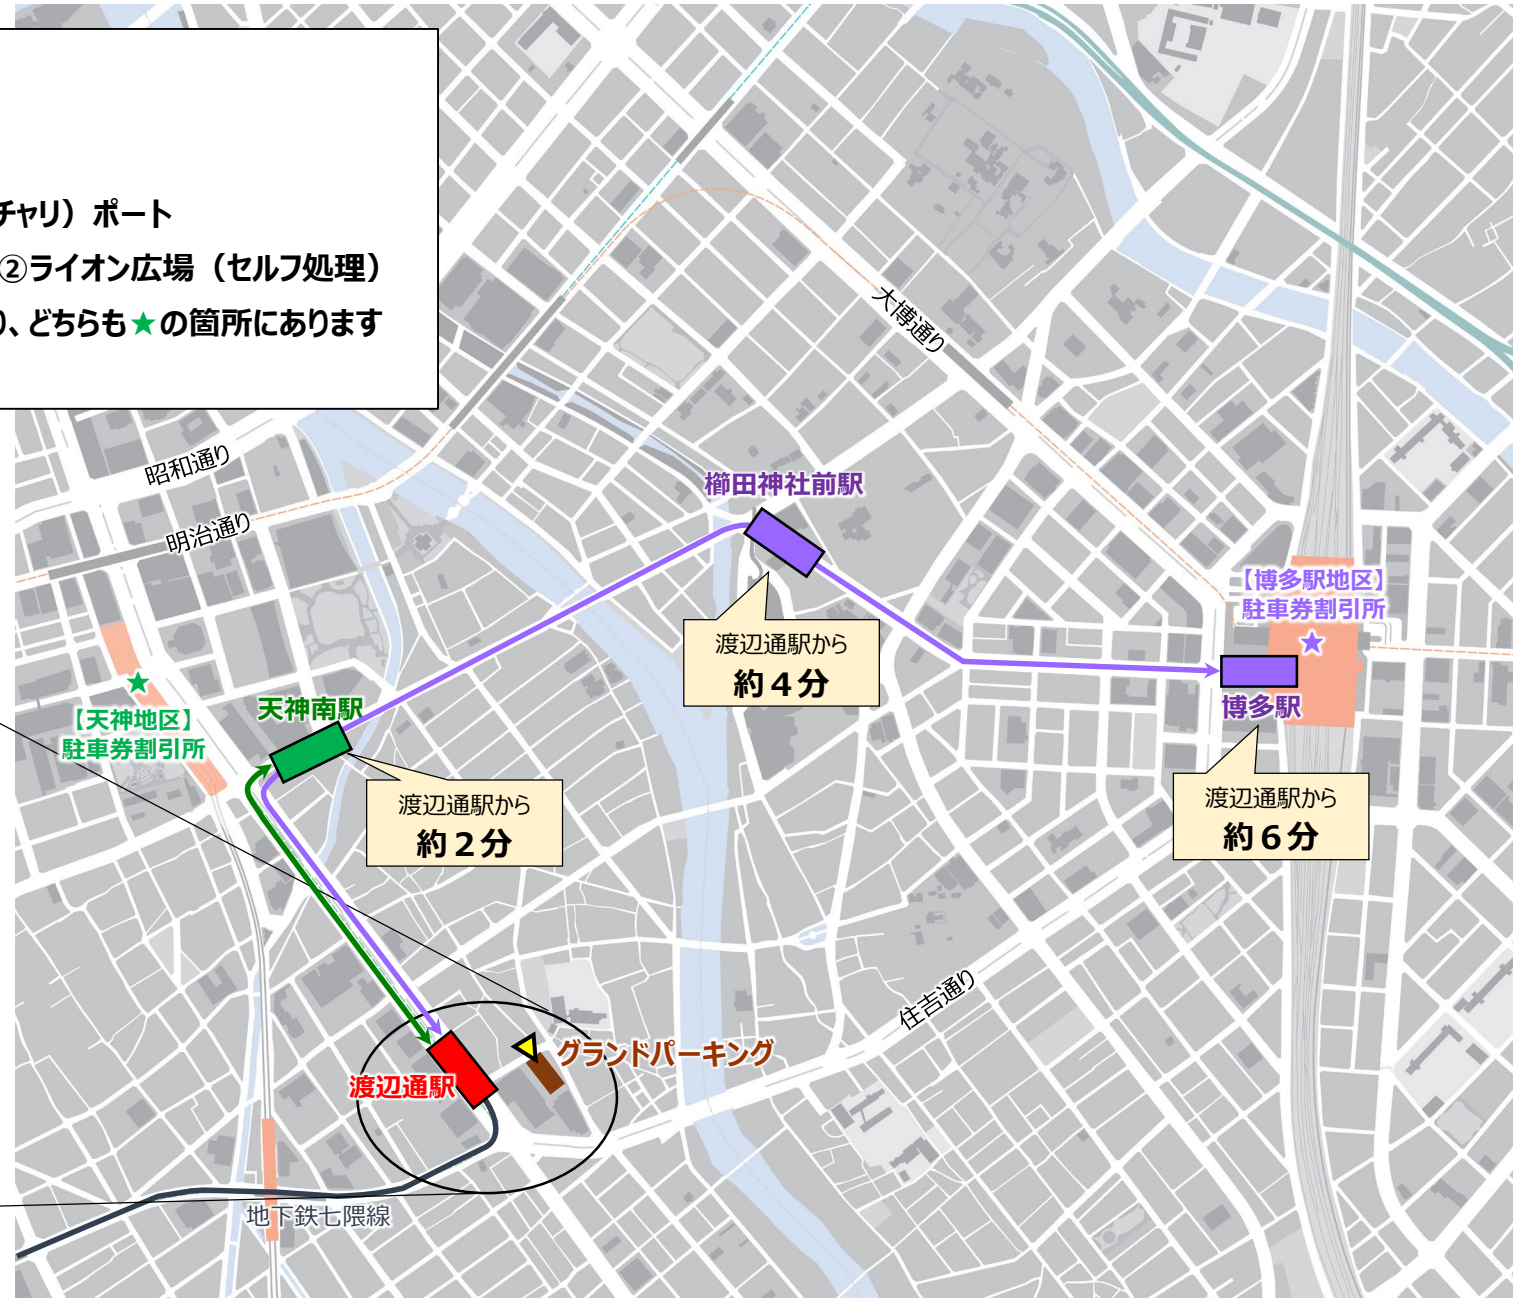 チャリ）ポート
②ライオン広場（セルフ処理）
り、どちらも★の箇所にあります
大博通り
昭和通り
明治通り
櫛田神社前駅
渡辺通駅から
約４分
【博多駅地区】
駐車券割引所
★
博多駅
渡辺通駅から
約６分
★
【天神地区】
駐車券割引所
天神南駅
渡辺通駅から
約２分
住吉通り
グランドパーキング
渡辺通駅
地下鉄七隈線